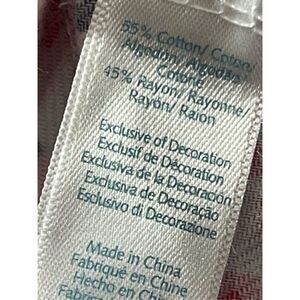 55% Cotton/ Coton/
Algodón/ Algodão/
Cotone
45% Rayon/ Rayonne/
Rayón/ Raion
Exclusive of Decoration
Exclusif de Décoration
Exclusiva de la Decoración
Exclusiva de Decoração
Esclusivo di Decorazione
Made in China
Fabriqué en Chine
Hecho en China